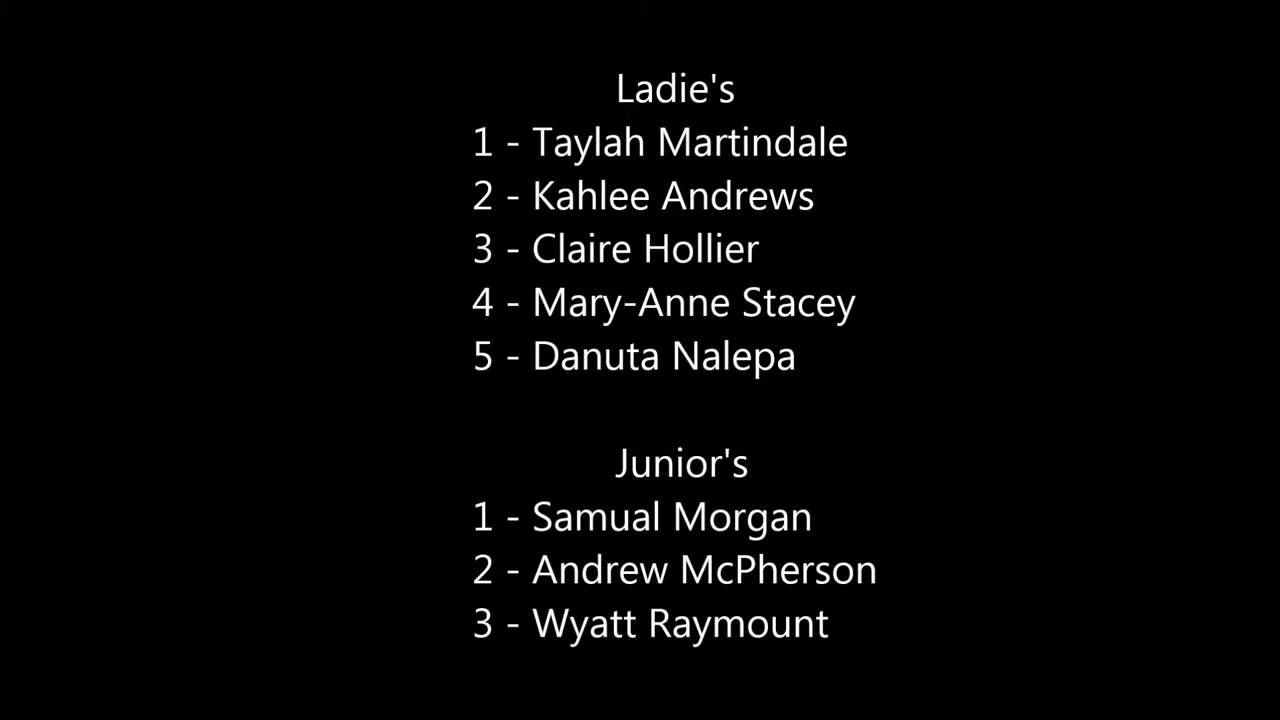 Ladie's
1 - Taylah Martindale
2 - Kahlee Andrews
3 - Claire Hollier
4 - Mary-Anne Stacey
5 - Danuta Nalepa
Junior's
1 - Samual Morgan
2 - Andrew McPherson
3 - Wyatt Raymount